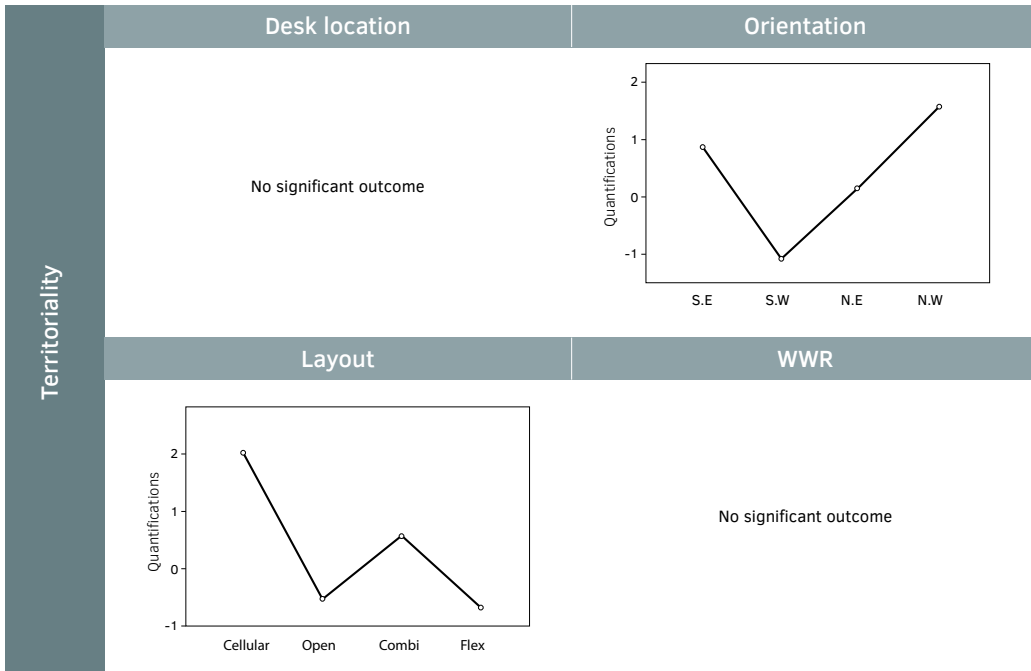 Territoriality
Desk location
Orientation
No significant outcome
Quantifications
2
1
0
-1
S.E S.W N.E N.W
Layout
WWR
Quantifications
2
1
0
-1
Cellular Open Combi Flex
No significant outcome